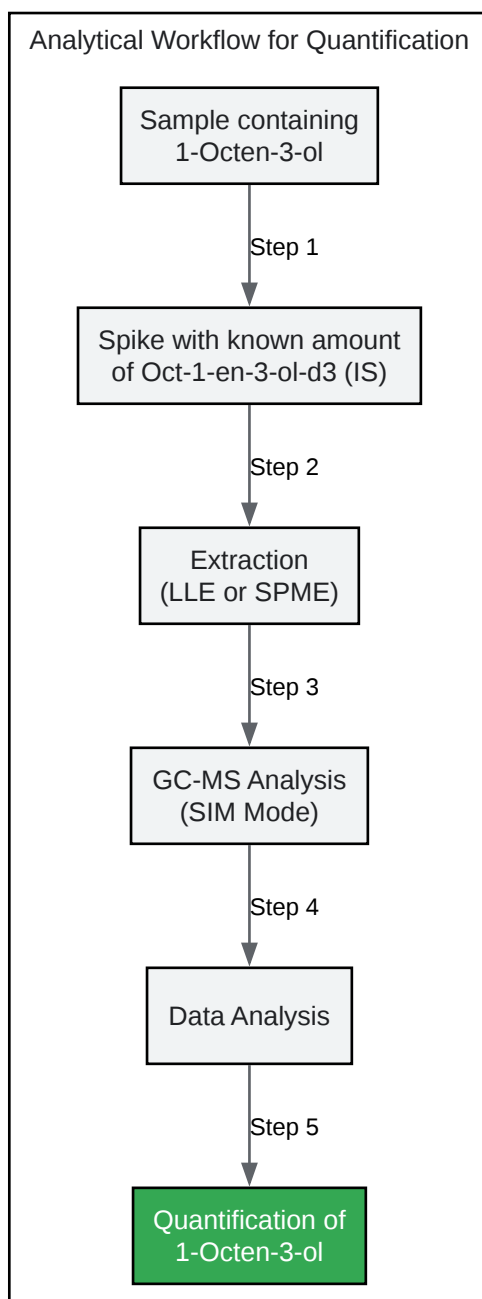 Analytical Workflow for Quantification
Sample containing
1-Octen-3-ol
Step 1
Spike with known amount
of Oct-1-en-3-ol-d3 (IS)
Step 2
Extraction
(LLE or SPME)
Step 3
GC-MS Analysis
(SIM Mode)
Step 4
Data Analysis
Step 5
Quantification of
1-Octen-3-ol